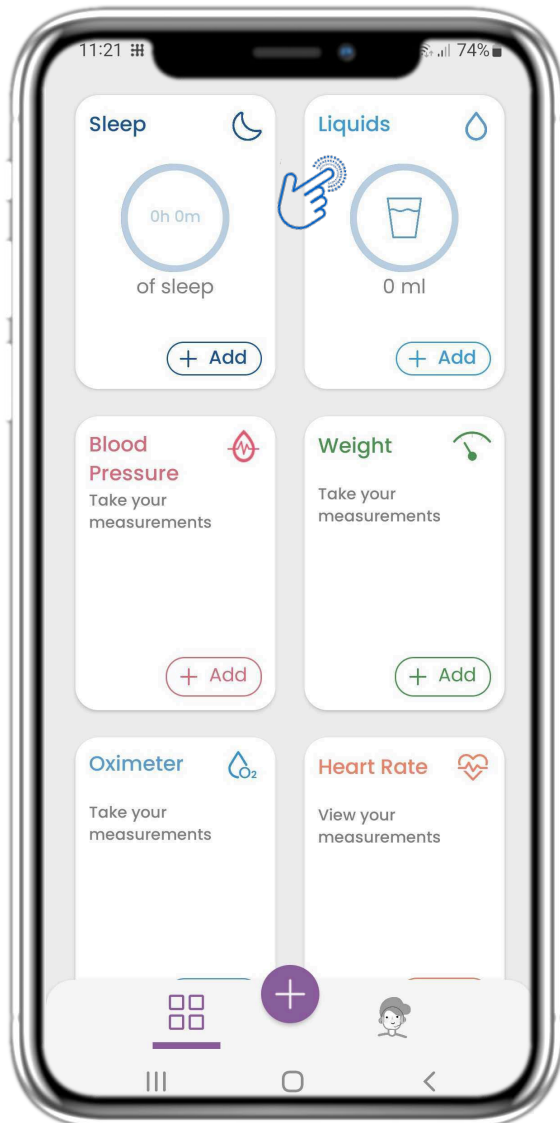 11:21 74%
Sleep
0h 0m
of sleep
+ Add
Liquids
0 ml
+ Add
Blood
Pressure
Take your
measurements
+ Add
Weight
Take your
measurements
+ Add
Oximeter
O2
Take your
measurements
Heart Rate
View your
measurements